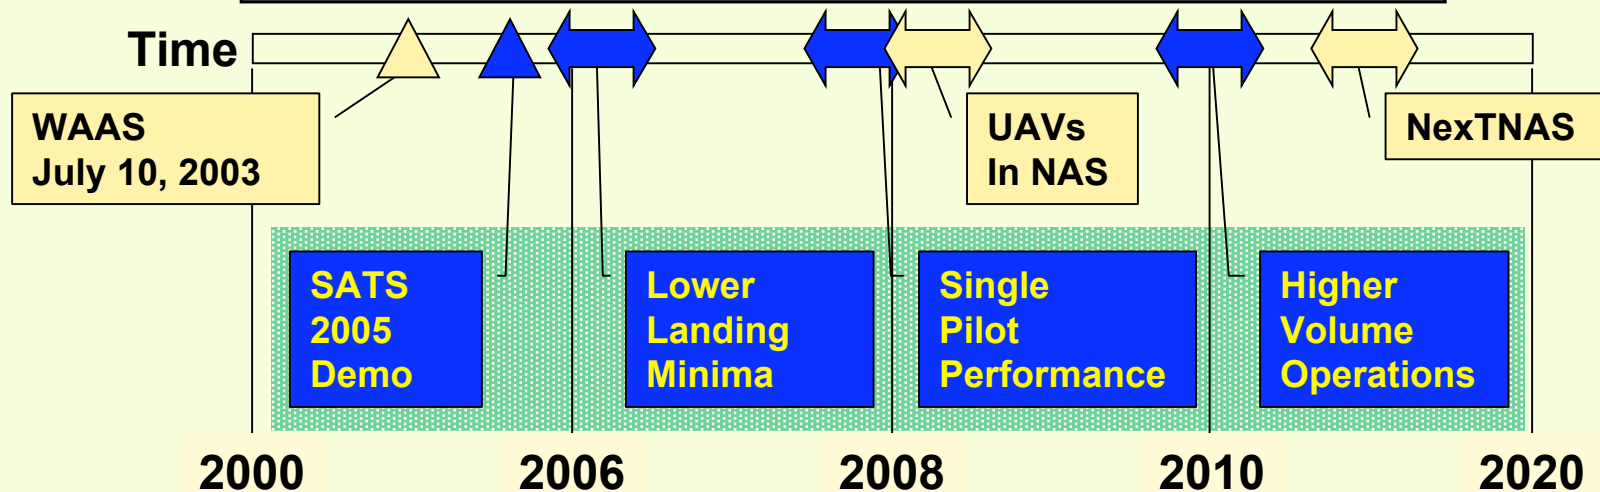 Time
WAAS
July 10, 2003
UAVs
In NAS
NexTNAS
SATS
2005
Demo
Lower
Landing
Minima
Single
Pilot
Performance
Higher
Volume
Operations
2000
2006
2008
2010
2020